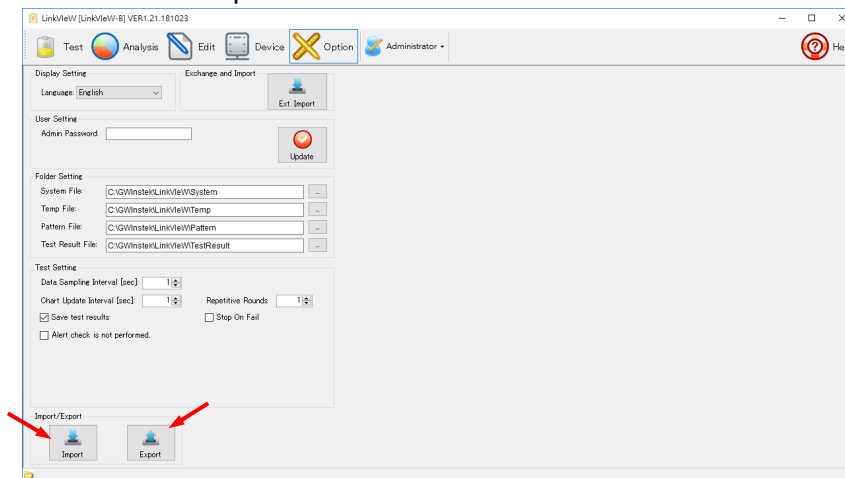 LinkVIeW [LinkVIeW-B] VER1.21.181023
Test Analysis Edit Device Option Administrator
Display Setting
Language: English
Exchange and Import
Ext. Import
User Setting
Admin Password:
Update
Folder Setting
System File: C:\GWInstek\LinkVIeW\System ..
Temp File: C:\GWInstek\LinkVIeW\Temp ..
Pattern File: C:\GWInstek\LinkVIeW\Pattern ..
Test Result File: C:\GWInstek\LinkVIeW\TestResult ..
Test Setting
Data Sampling Interval [sec]: 1
Chart Update Interval [sec]: 1 Repetitive Rounds 1
Save test results Stop On Fail
Alert check is not performed.
Import/Export
Import Export